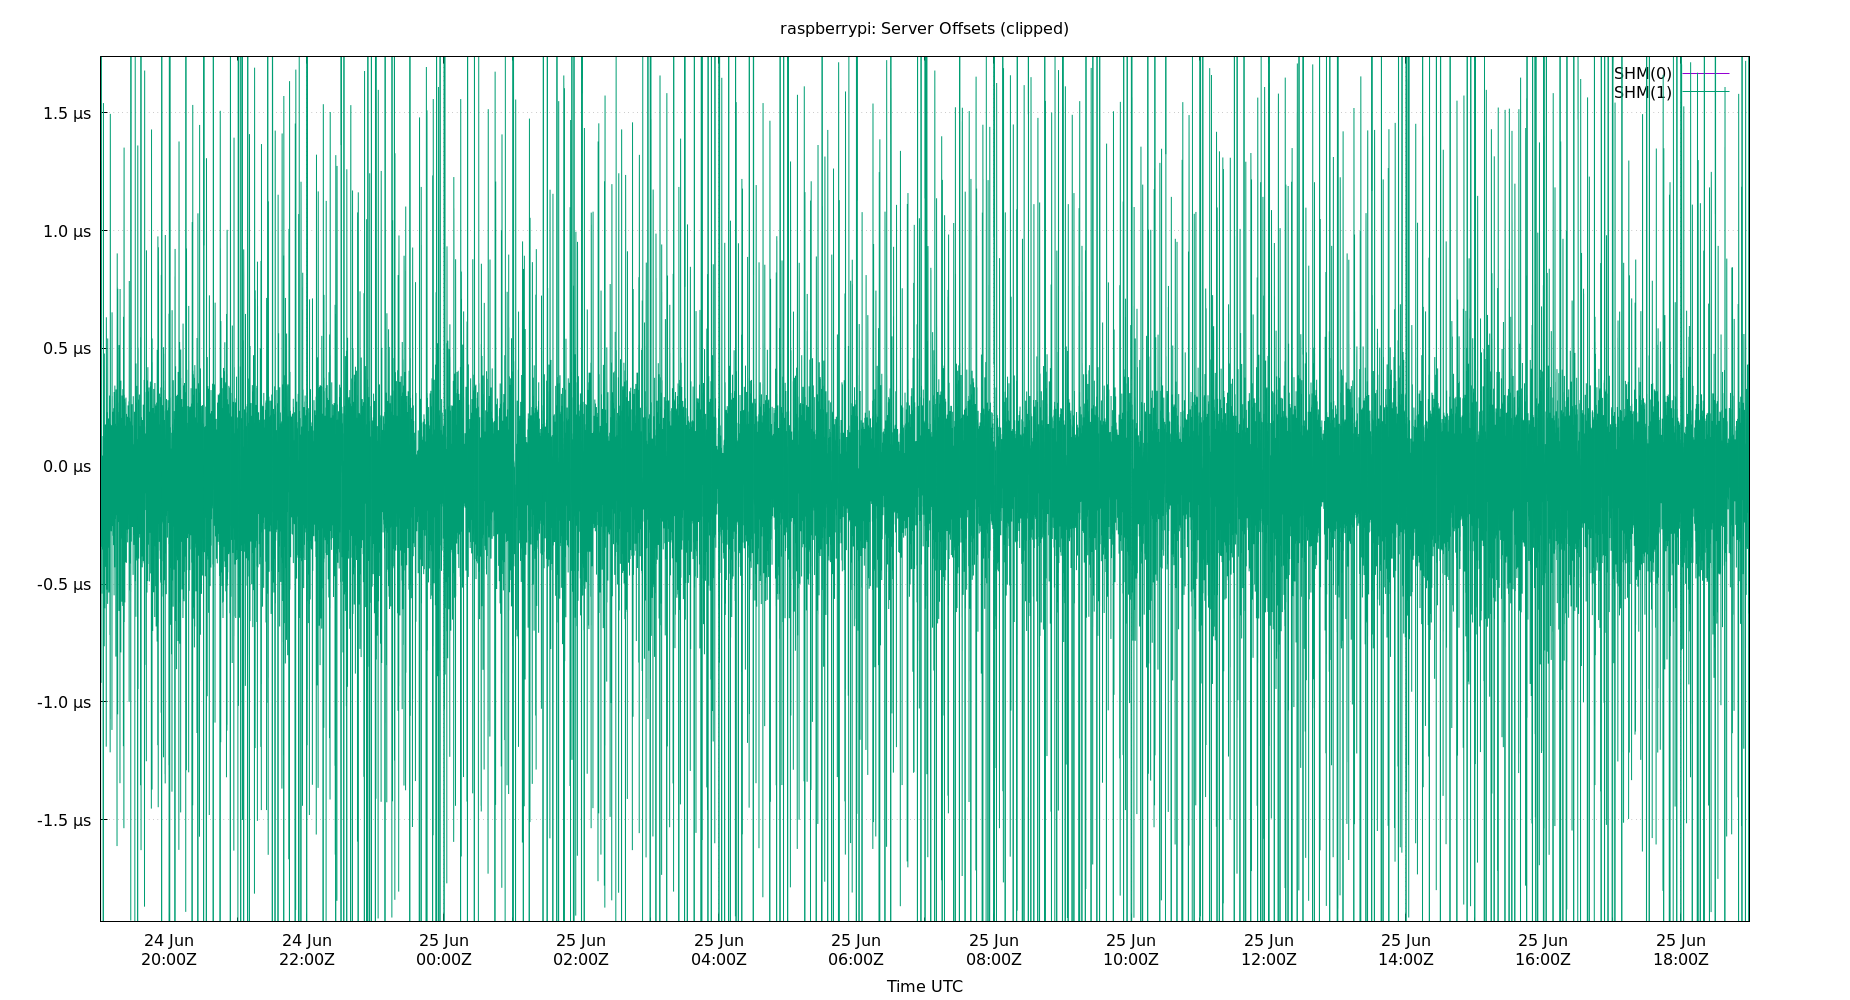 raspberrypi: Server Offsets (clipped)
SHM(0)
SHM(1)
1.5 µs
1.0 µs
0.5 µs
0.0 µs
-0.5 µs
-1.0 µs
-1.5 µs
24 Jun 24 Jun 25 Jun 25 Jun 25 Jun 25 Jun 25 Jun 25 Jun 25 Jun 25 Jun 25 Jun 25 Jun
20:00Z 22:00Z 00:00Z 02:00Z 04:00Z 06:00Z 08:00Z 10:00Z 12:00Z 14:00Z 16:00Z 18:00Z
Time UTC